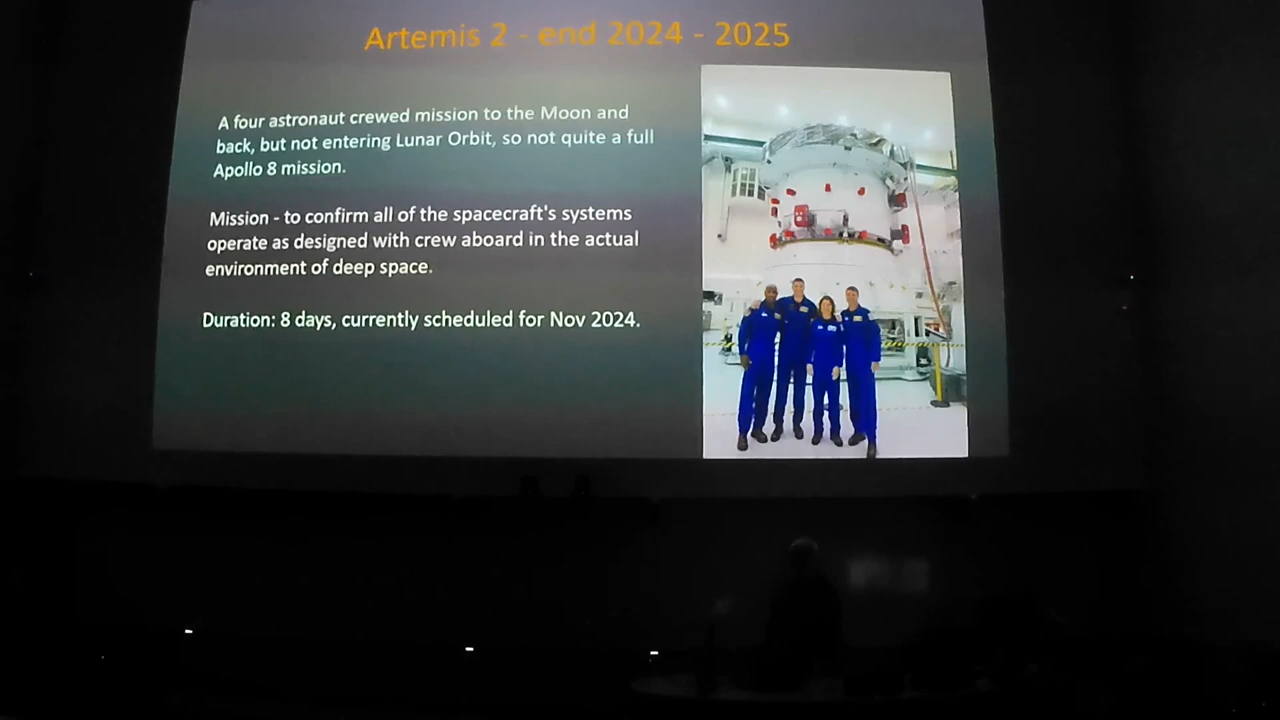 Artemis 2 - end 2024 - 2025
A four astronaut crewed mission to the Moon and
back, but not entering Lunar Orbit, so not quite a full
Apollo 8 mission.
Mission - to confirm all of the spacecraft's systems
operate as designed with crew aboard in the actual
environment of deep space.
Duration: 8 days, currently scheduled for Nov 2024.